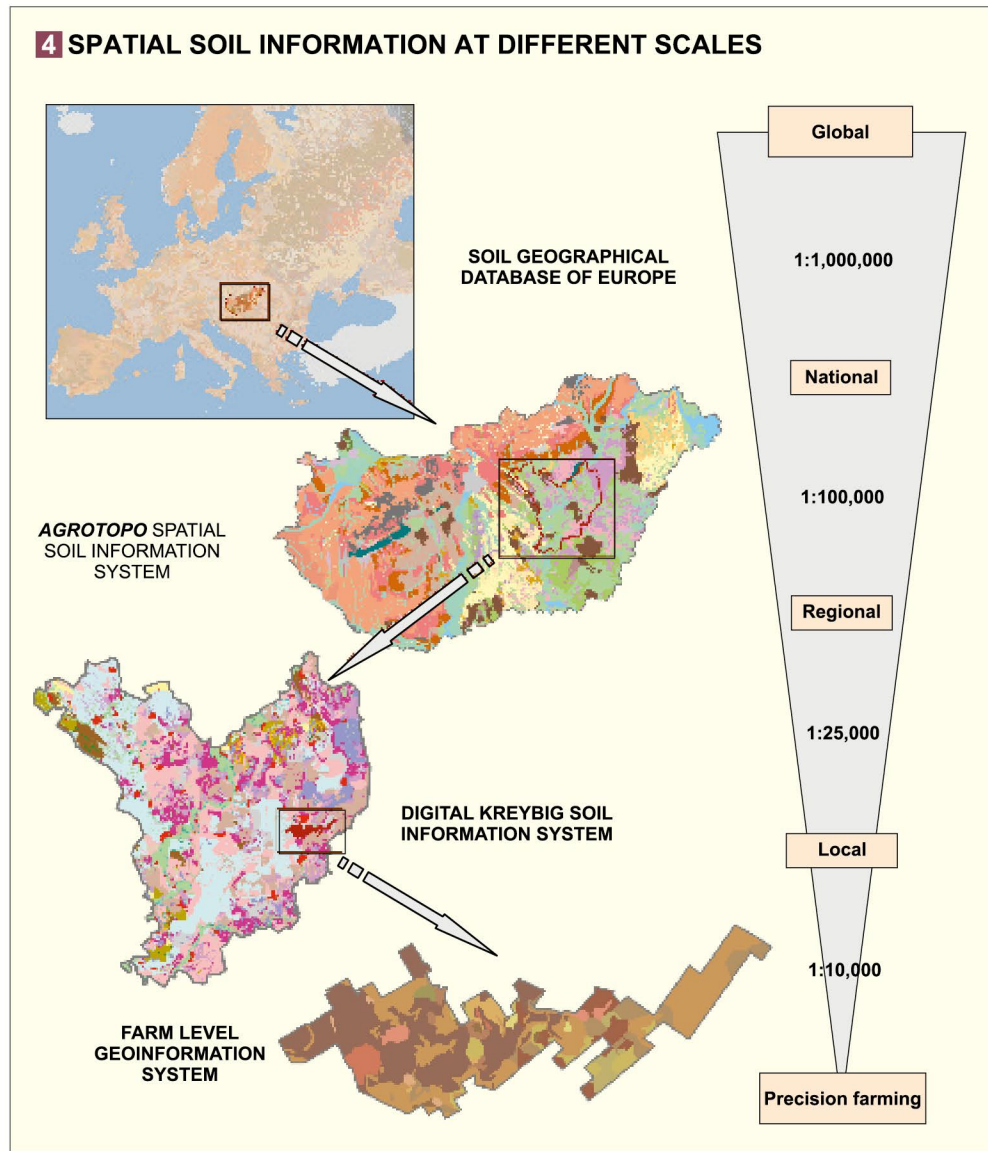 4 SPATIAL SOIL INFORMATION AT DIFFERENT SCALES
Global
SOIL GEOGRAPHICAL
DATABASE OF EUROPE
1:1,000,000
National
AGROTOPO SPATIAL
SOIL INFORMATION
SYSTEM
1:100,000
Regional
1:25,000
DIGITAL KREYBIG SOIL
INFORMATION SYSTEM
Local
1:10,000
FARM LEVEL
GEOINFORMATION
SYSTEM
Precision farming